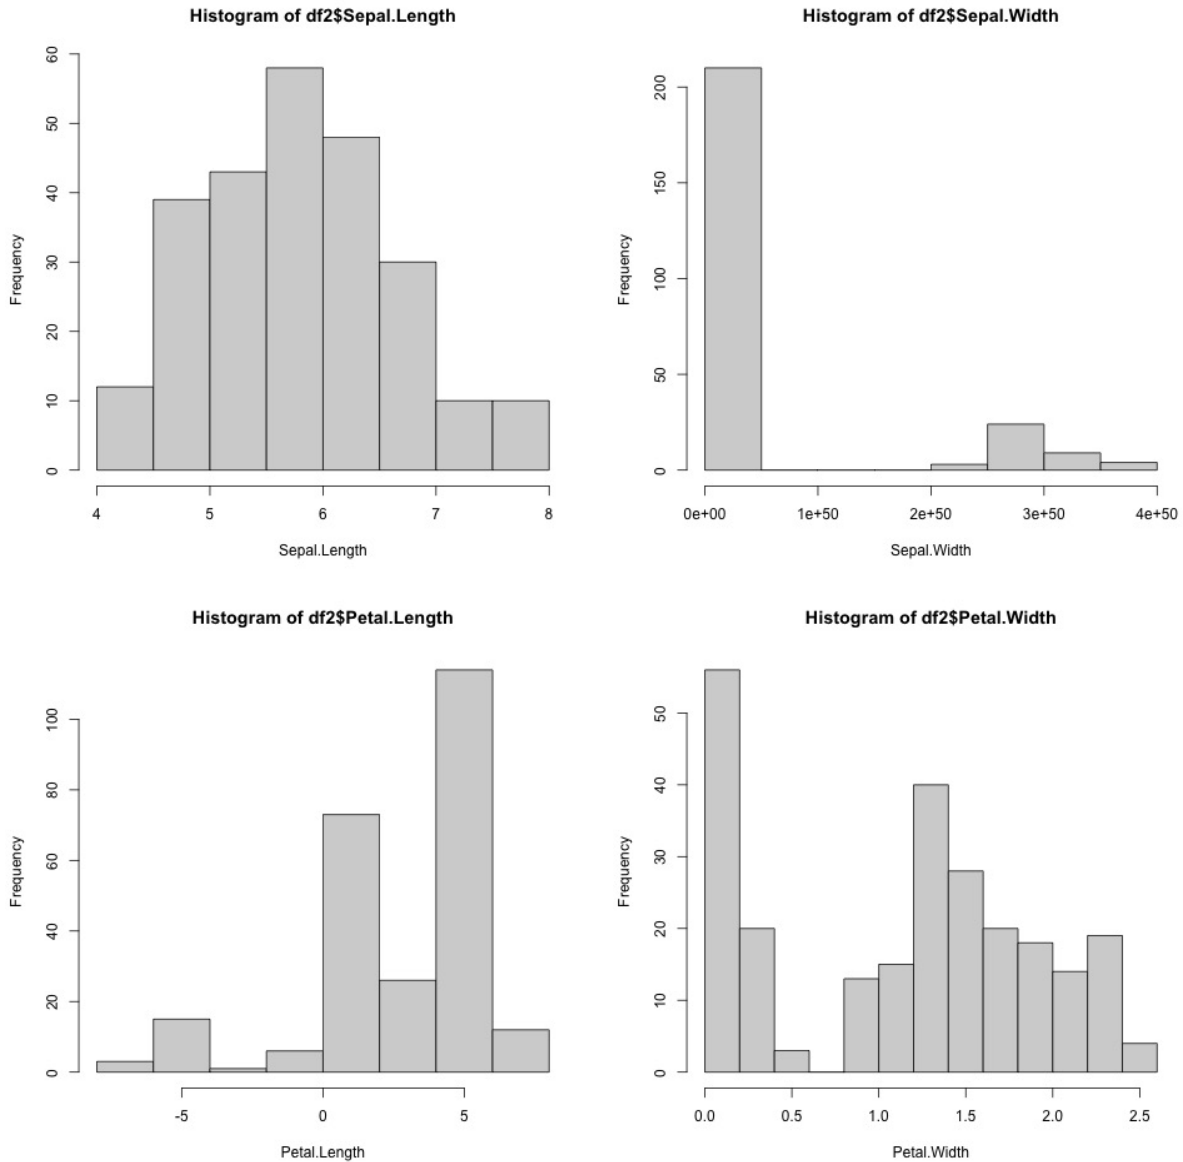 Histogram of df2$Sepal.Length
Frequency
0
10
20
30
40
50
60
4 5 6 7 8
Sepal.Length
Histogram of df2$Sepal.Width
Frequency
0
50
100
150
200
0e+00 1e+50 2e+50 3e+50 4e+50
Sepal.Width
Histogram of df2$Petal.Length
Frequency
0
20
40
60
80
100
-5 0 5
Petal.Length
Histogram of df2$Petal.Width
Frequency
0
10
20
30
40
50
0.0 0.5 1.0 1.5 2.0 2.5
Petal.Width